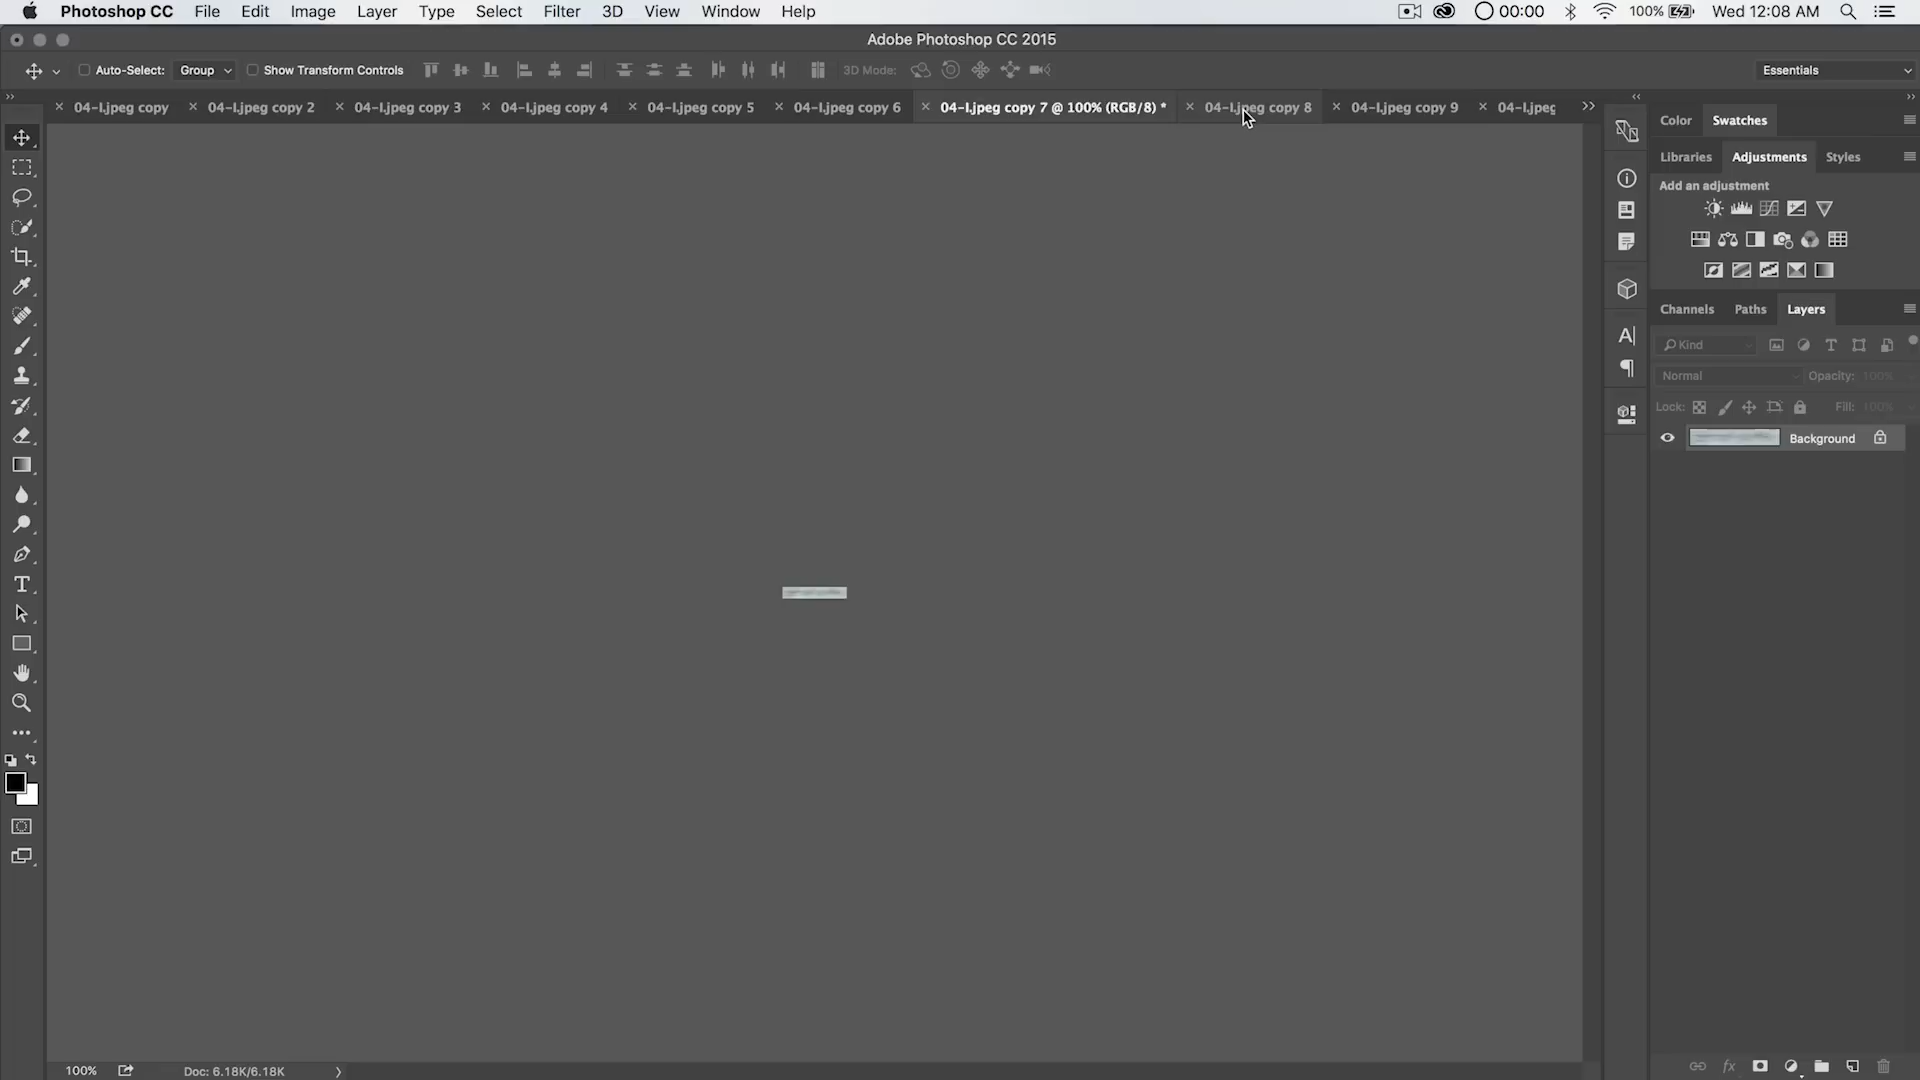 Photoshop CC File Edit Image Layer Type Select Filter 3D View Window Help 00:00 100% Wed 12:08 AM
Adobe Photoshop CC 2015
Auto-Select: Group Show Transform Controls 3D Mode: Essentials
04-I.jpeg copy 04-I.jpeg copy 2 04-I.jpeg copy 3 04-I.jpeg copy 4 04-I.jpeg copy 5 04-I.jpeg copy 6 04-I.jpeg copy 7 @ 100% (RGB/8) * 04-I.jpeg copy 8 04-I.jpeg copy 9 04-I.jpeg
Color Swatches
Libraries Adjustments Styles
Add an adjustment
Channels Paths Layers
Kind
Normal Opacity: 100%
Lock: Fill: 100%
Background
100% Doc: 6.18K/6.18K